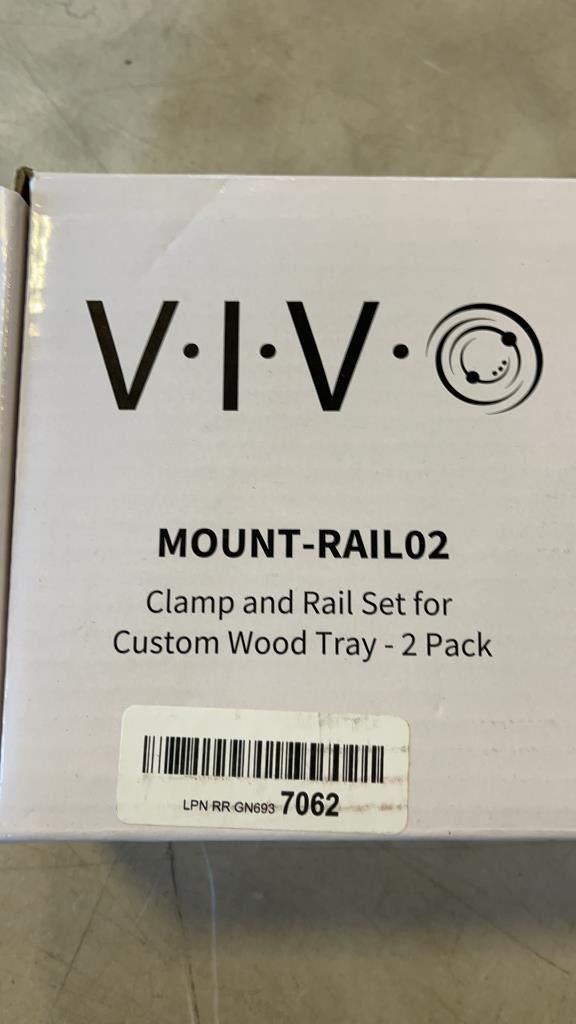 V·I·V·O
MOUNT-RAIL02
Clamp and Rail Set for
Custom Wood Tray - 2 Pack
LPN RR GN693 7062